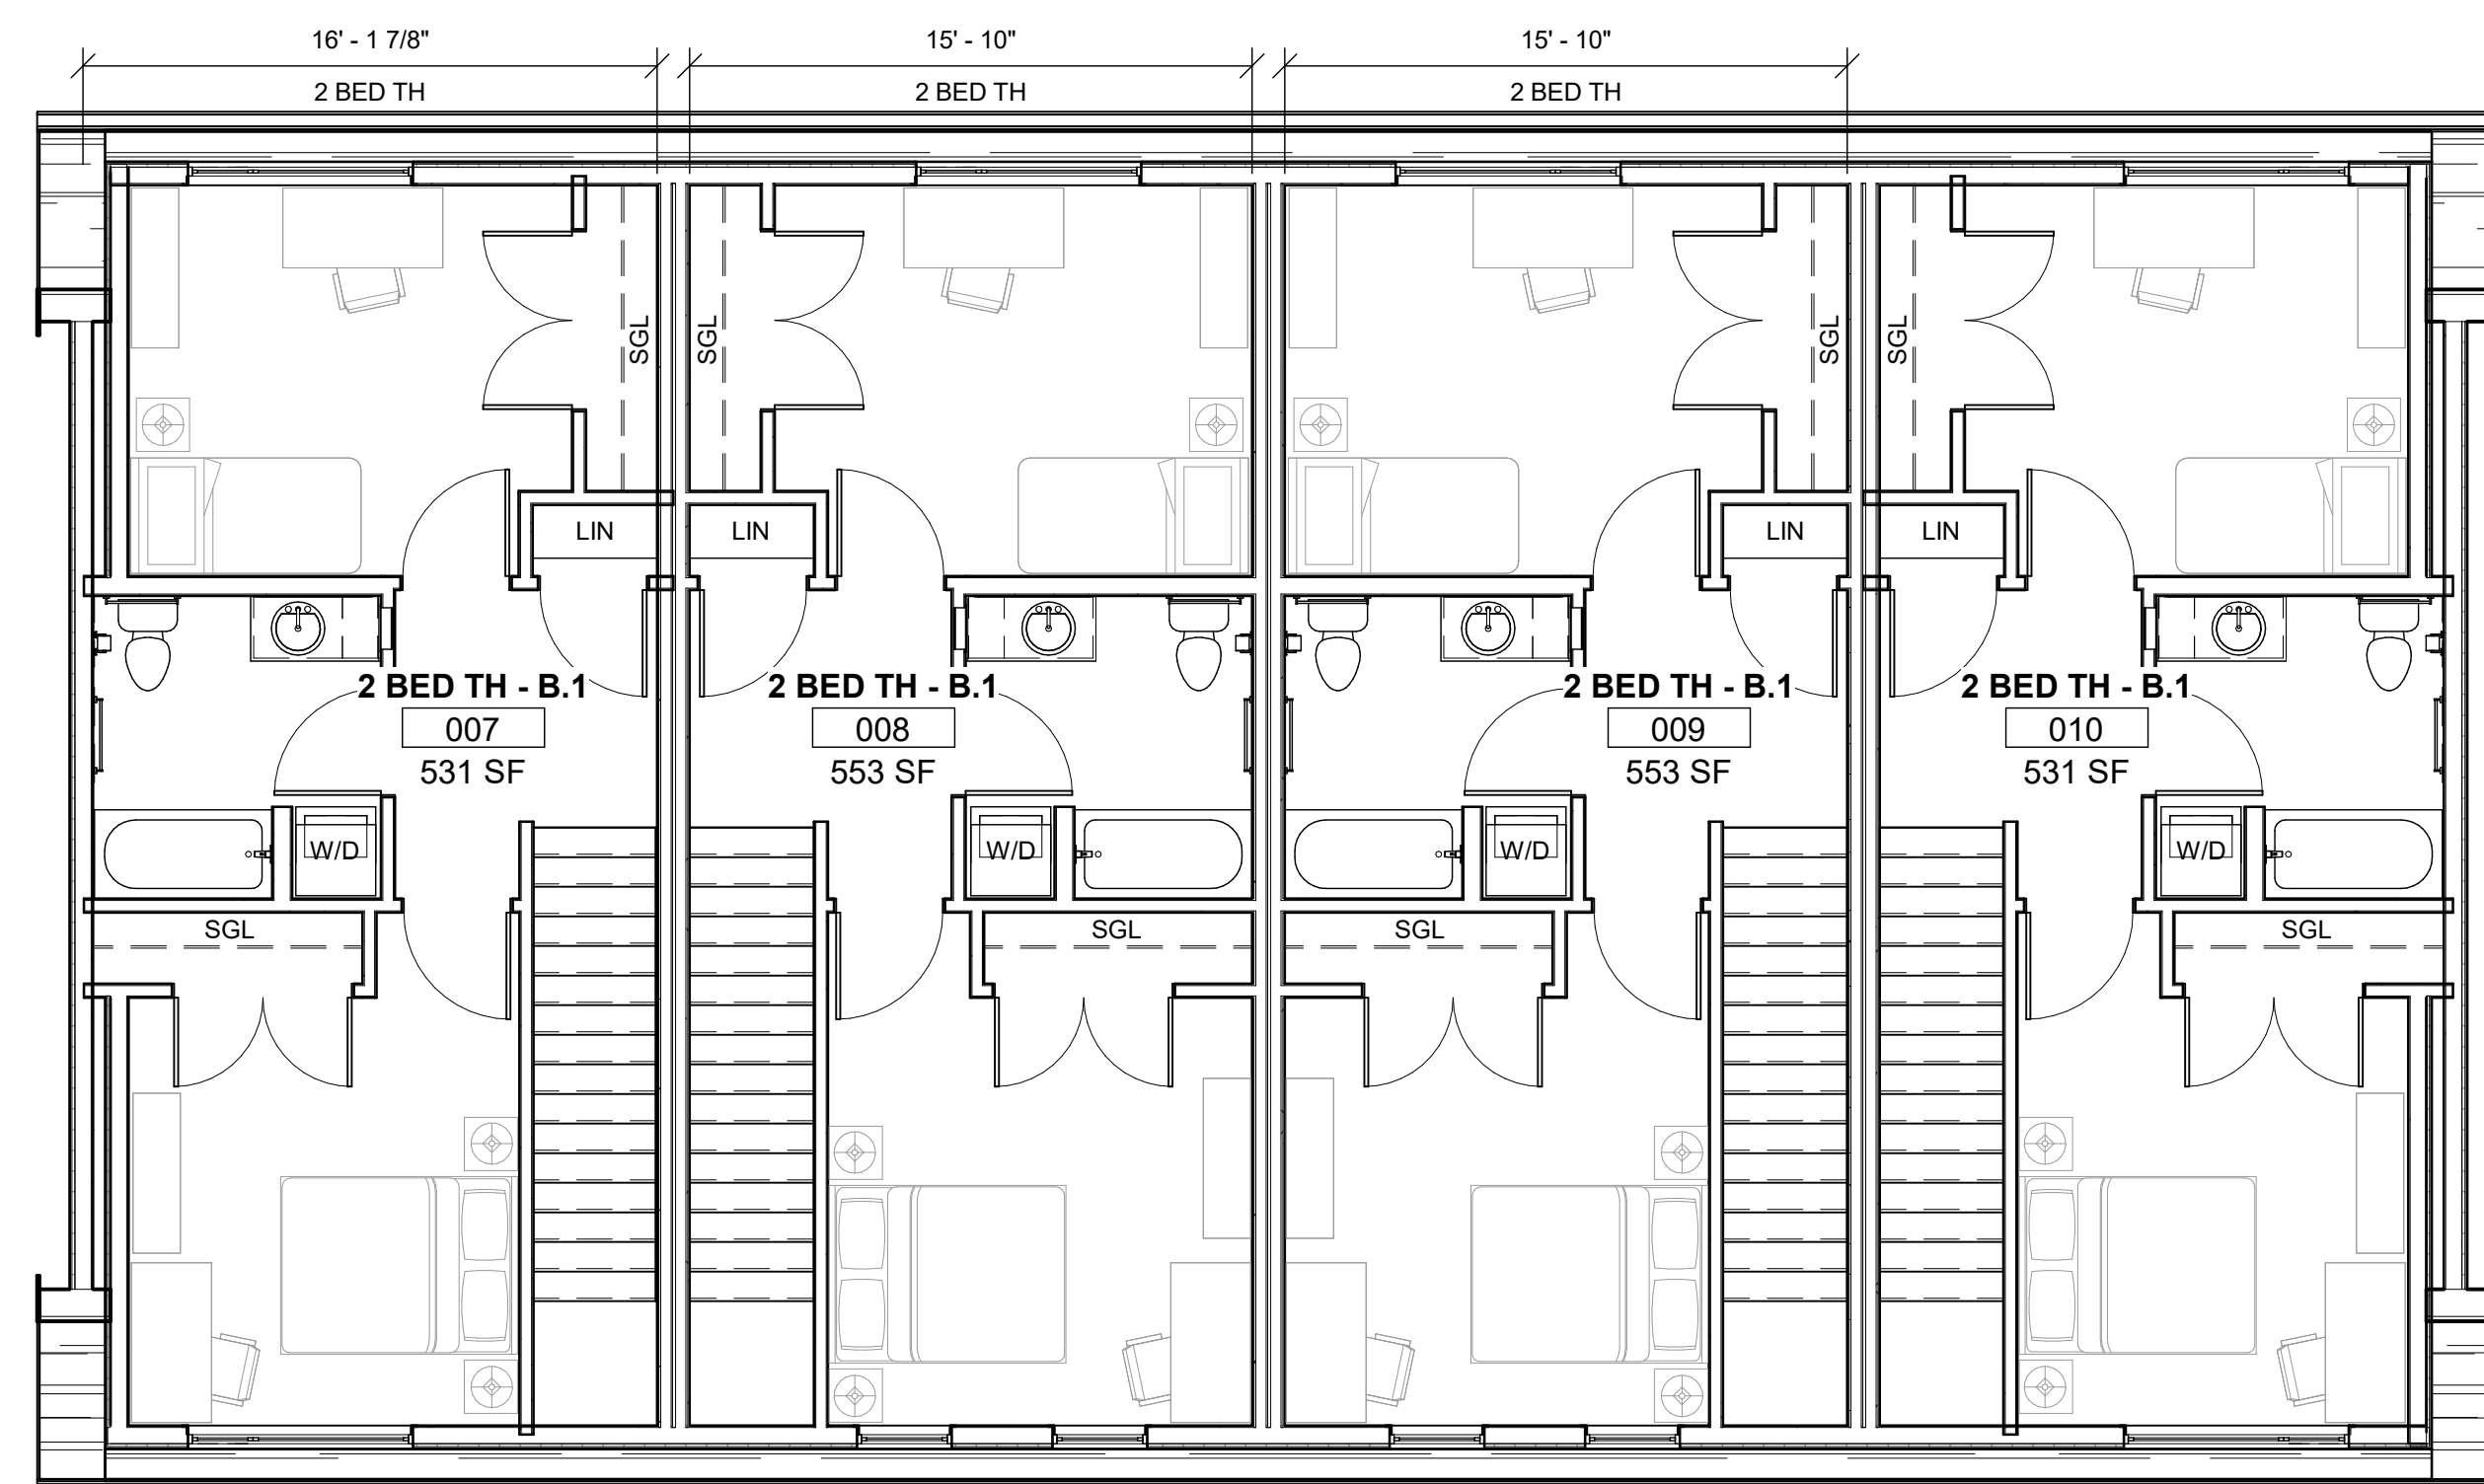 16' - 1 7/8"
15' - 10"
15' - 10"
2 BED TH
2 BED TH
2 BED TH
SGL
SGL
SGL
SGL
LIN
LIN
LIN
LIN
2 BED TH - B.1
007
531 SF
2 BED TH - B.1
008
553 SF
2 BED TH - B.1
009
553 SF
2 BED TH - B.1
010
531 SF
W/D
W/D
W/D
W/D
SGL
SGL
SGL
SGL